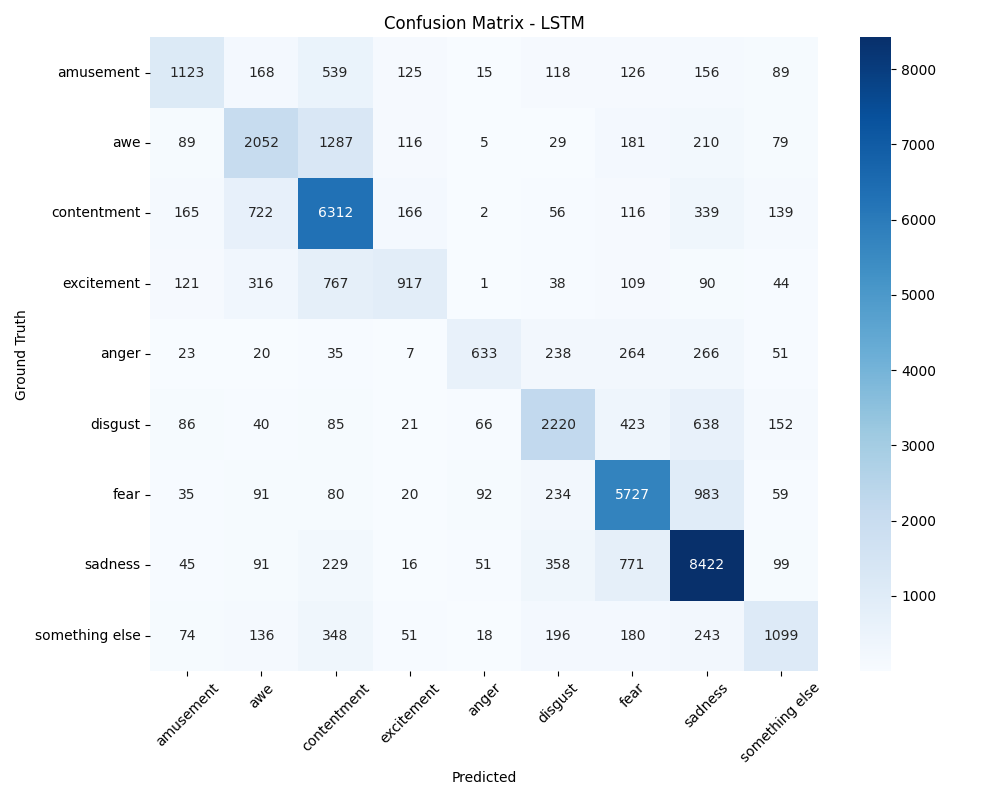 Confusion Matrix - LSTM
Ground Truth
amusement 1123 168 539 125 15 118 126 156 89
awe 89 2052 1287 116 5 29 181 210 79
contentment 165 722 6312 166 2 56 116 339 139
excitement 121 316 767 917 1 38 109 90 44
anger 23 20 35 7 633 238 264 266 51
disgust 86 40 85 21 66 2220 423 638 152
fear 35 91 80 20 92 234 5727 983 59
sadness 45 91 229 16 51 358 771 8422 99
something else 74 136 348 51 18 196 180 243 1099
amusement awe contentment excitement anger disgust fear sadness something else
Predicted
8000
7000
6000
5000
4000
3000
2000
1000